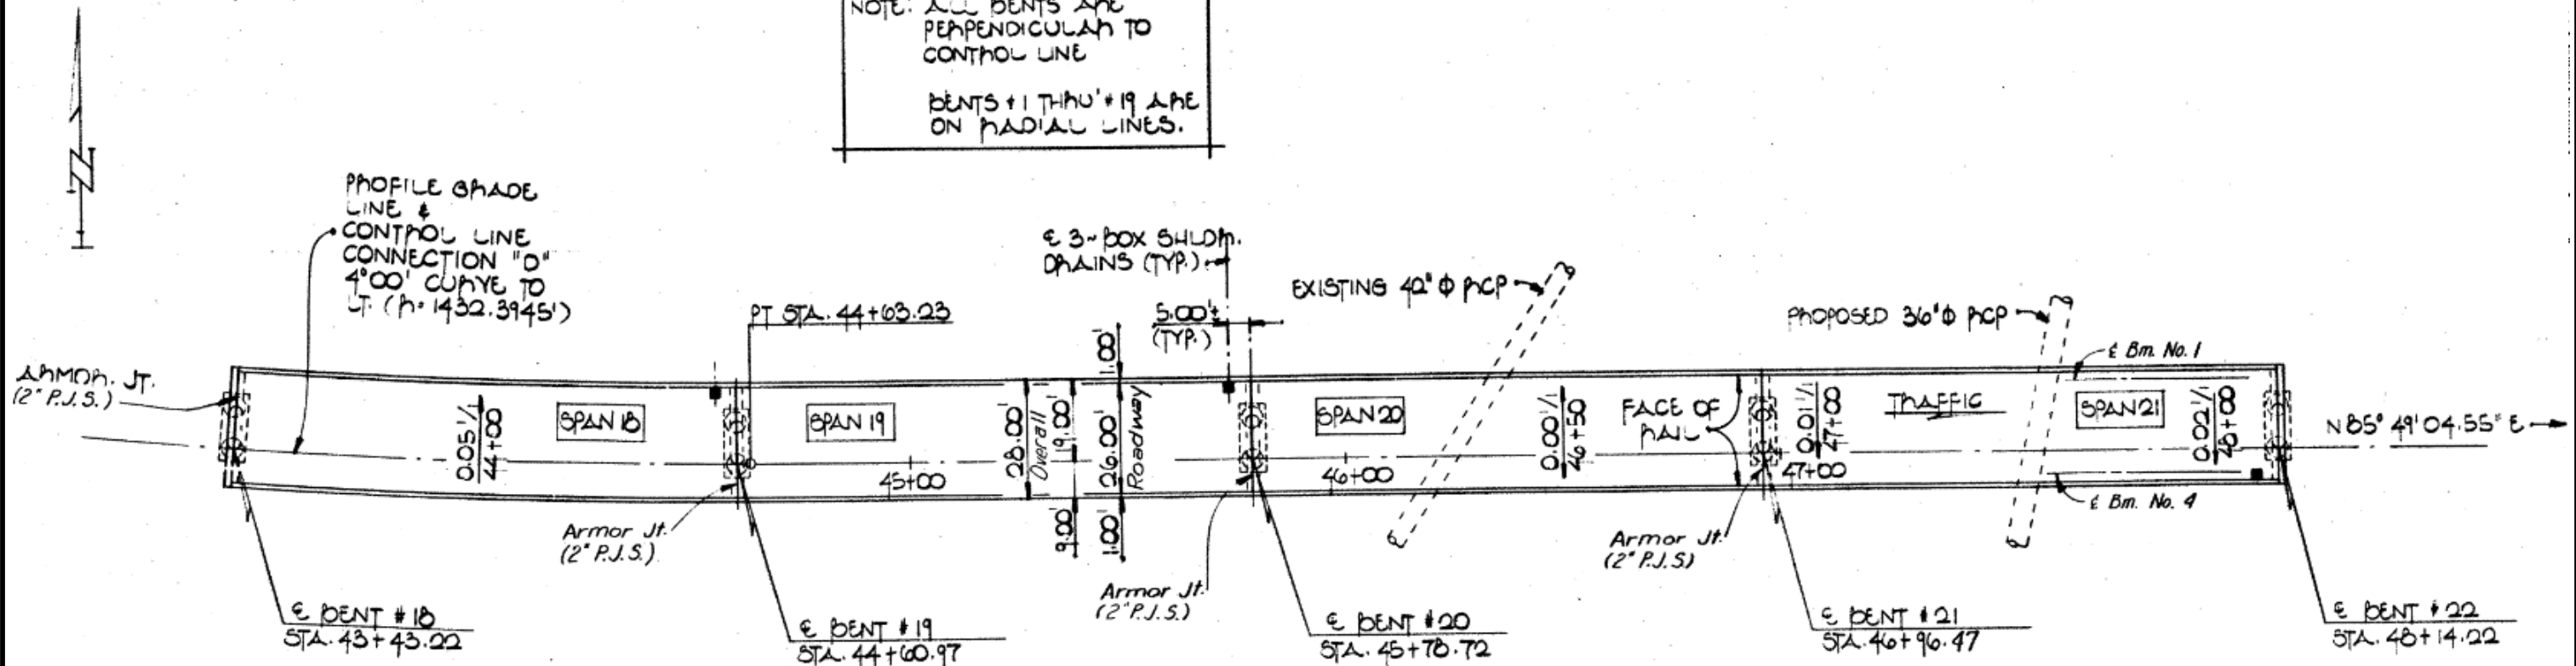 NOTE: ALL BENTS ARE
PERPENDICULAR TO
CONTROL LINE
BENTS #1 THRU' #19 ARE
ON RADIAL LINES.
N
PROFILE GRADE
LINE &
CONTROL LINE
CONNECTION "D"
4°00' CURVE TO
LT. (R=1432.3945')
℄ 3~BOX SHLDR.
DRAINS (TYP.)
EXISTING 42" Φ RCP
PROPOSED 36" Φ RCP
PT STA. 44+63.23
5.00'±
(TYP.)
ARMOR. JT.
(2" P.J.S.)
0.05'/1
44+00
SPAN 18
SPAN 19
45+00
28.00'
Overall
19.00'
9.00'
1.00'
26.00'
Roadway
1.00'
SPAN 20
46+00
0.00'/1
46+50
FACE OF
RAIL
0.01'/1
47+00
47+00
TRAFFIC
℄ Bm. No. 1
SPAN 21
0.02'/1
48+00
℄ Bm. No. 4
N 85° 49' 04.55" E
Armor Jt.
(2" P.J.S.)
Armor Jt.
(2" P.J.S.)
Armor Jt.
(2" P.J.S)
℄ BENT #18
STA. 43+43.22
℄ BENT #19
STA. 44+60.97
℄ BENT #20
STA. 45+78.72
℄ BENT #21
STA. 46+96.47
℄ BENT #22
STA. 48+14.22